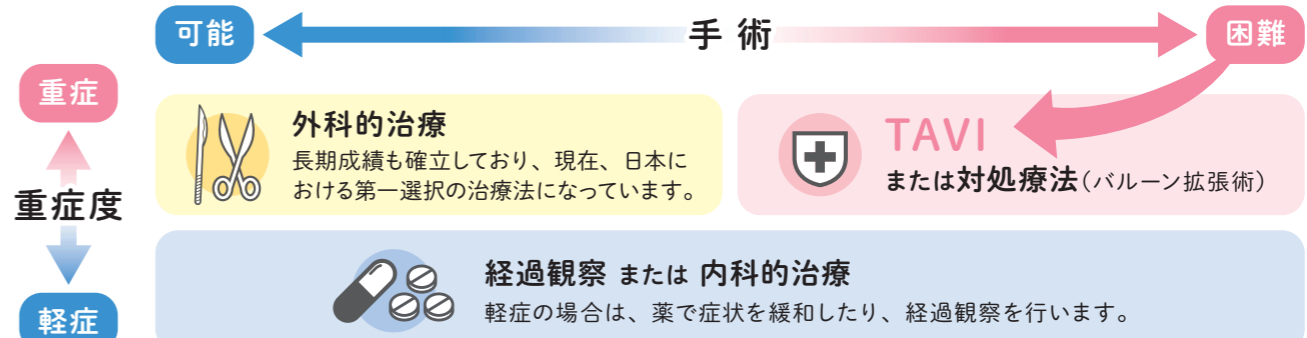 可能
手術
困難
重症
重症度
軽症
外科的治療
長期成績も確立しており、現在、日本に
おける第一選択の治療法になっています。
TAVI
または対処療法（バルーン拡張術）
経過観察 または 内科的治療
軽症の場合は、薬で症状を緩和したり、経過観察を行います。